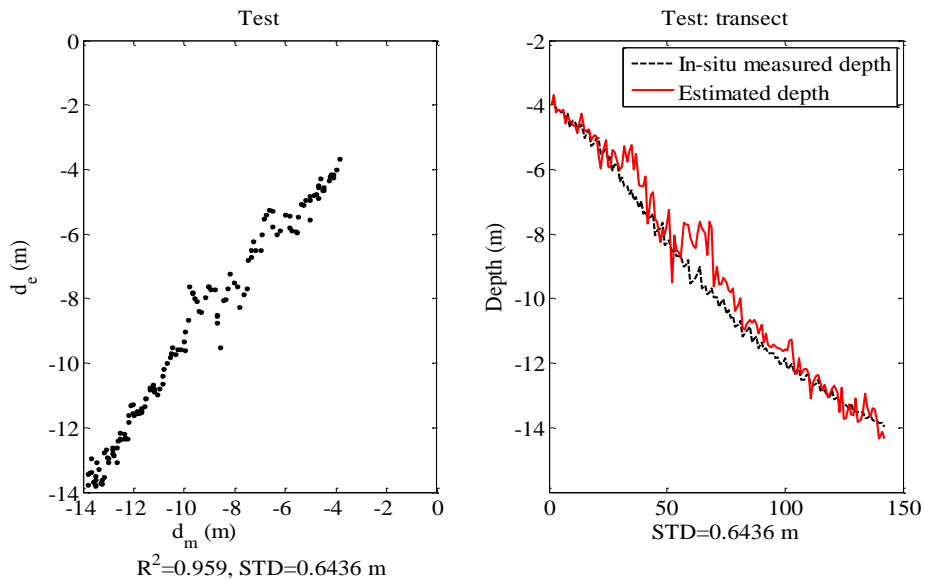 Test
0
-2
-4
-6
-8
-10
-12
-14
d_e (m)
-14 -12 -10 -8 -6 -4 -2 0
d_m (m)
R^2=0.959, STD=0.6436 m
Test: transect
-2
-4
-6
-8
-10
-12
-14
Depth (m)
In-situ measured depth
Estimated depth
0 50 100 150
STD=0.6436 m